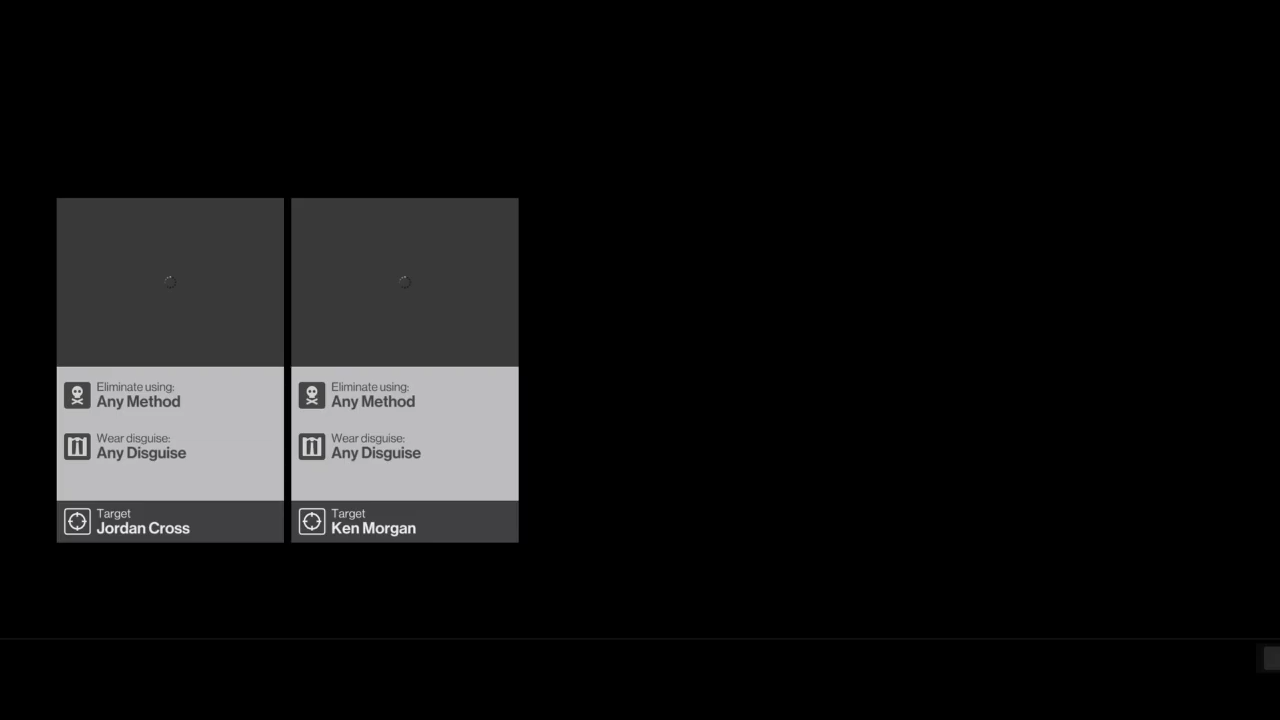 Eliminate using:
Any Method
Wear disguise:
Any Disguise
Target
Jordan Cross
Eliminate using:
Any Method
Wear disguise:
Any Disguise
Target
Ken Morgan